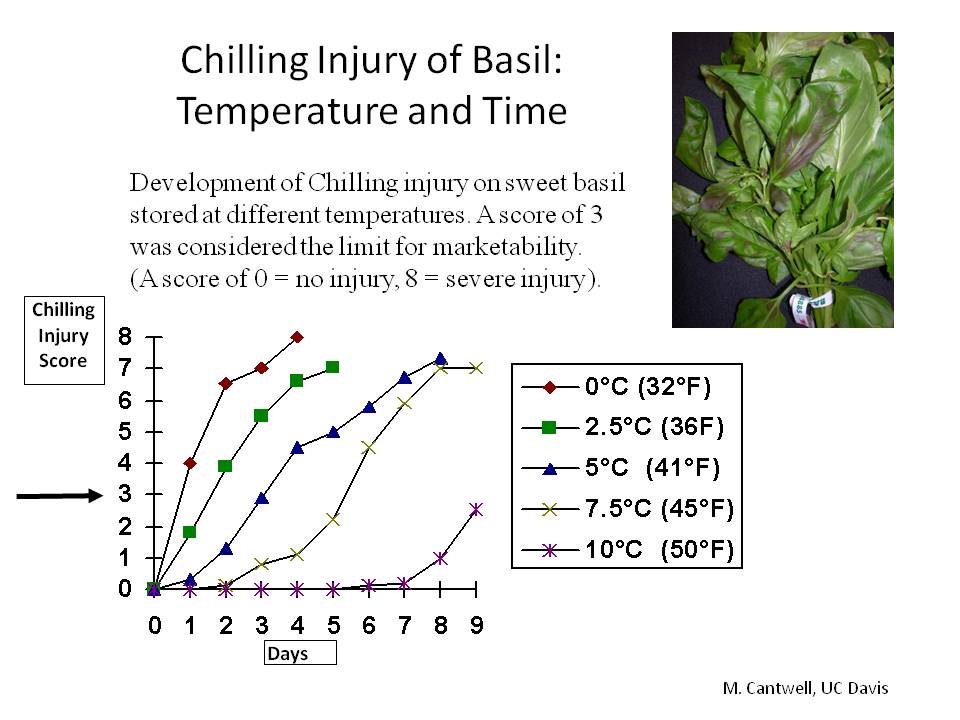 Chilling Injury of Basil:
Temperature and Time
Development of Chilling injury on sweet basil
stored at different temperatures. A score of 3
was considered the limit for marketability.
(A score of 0 = no injury, 8 = severe injury).
Chilling
Injury
Score
8
7
6
5
4
3
2
1
0
0 1 2 3 4 5 6 7 8 9
Days
0°C (32°F)
2.5°C (36F)
5°C (41°F)
7.5°C (45°F)
10°C (50°F)
M. Cantwell, UC Davis